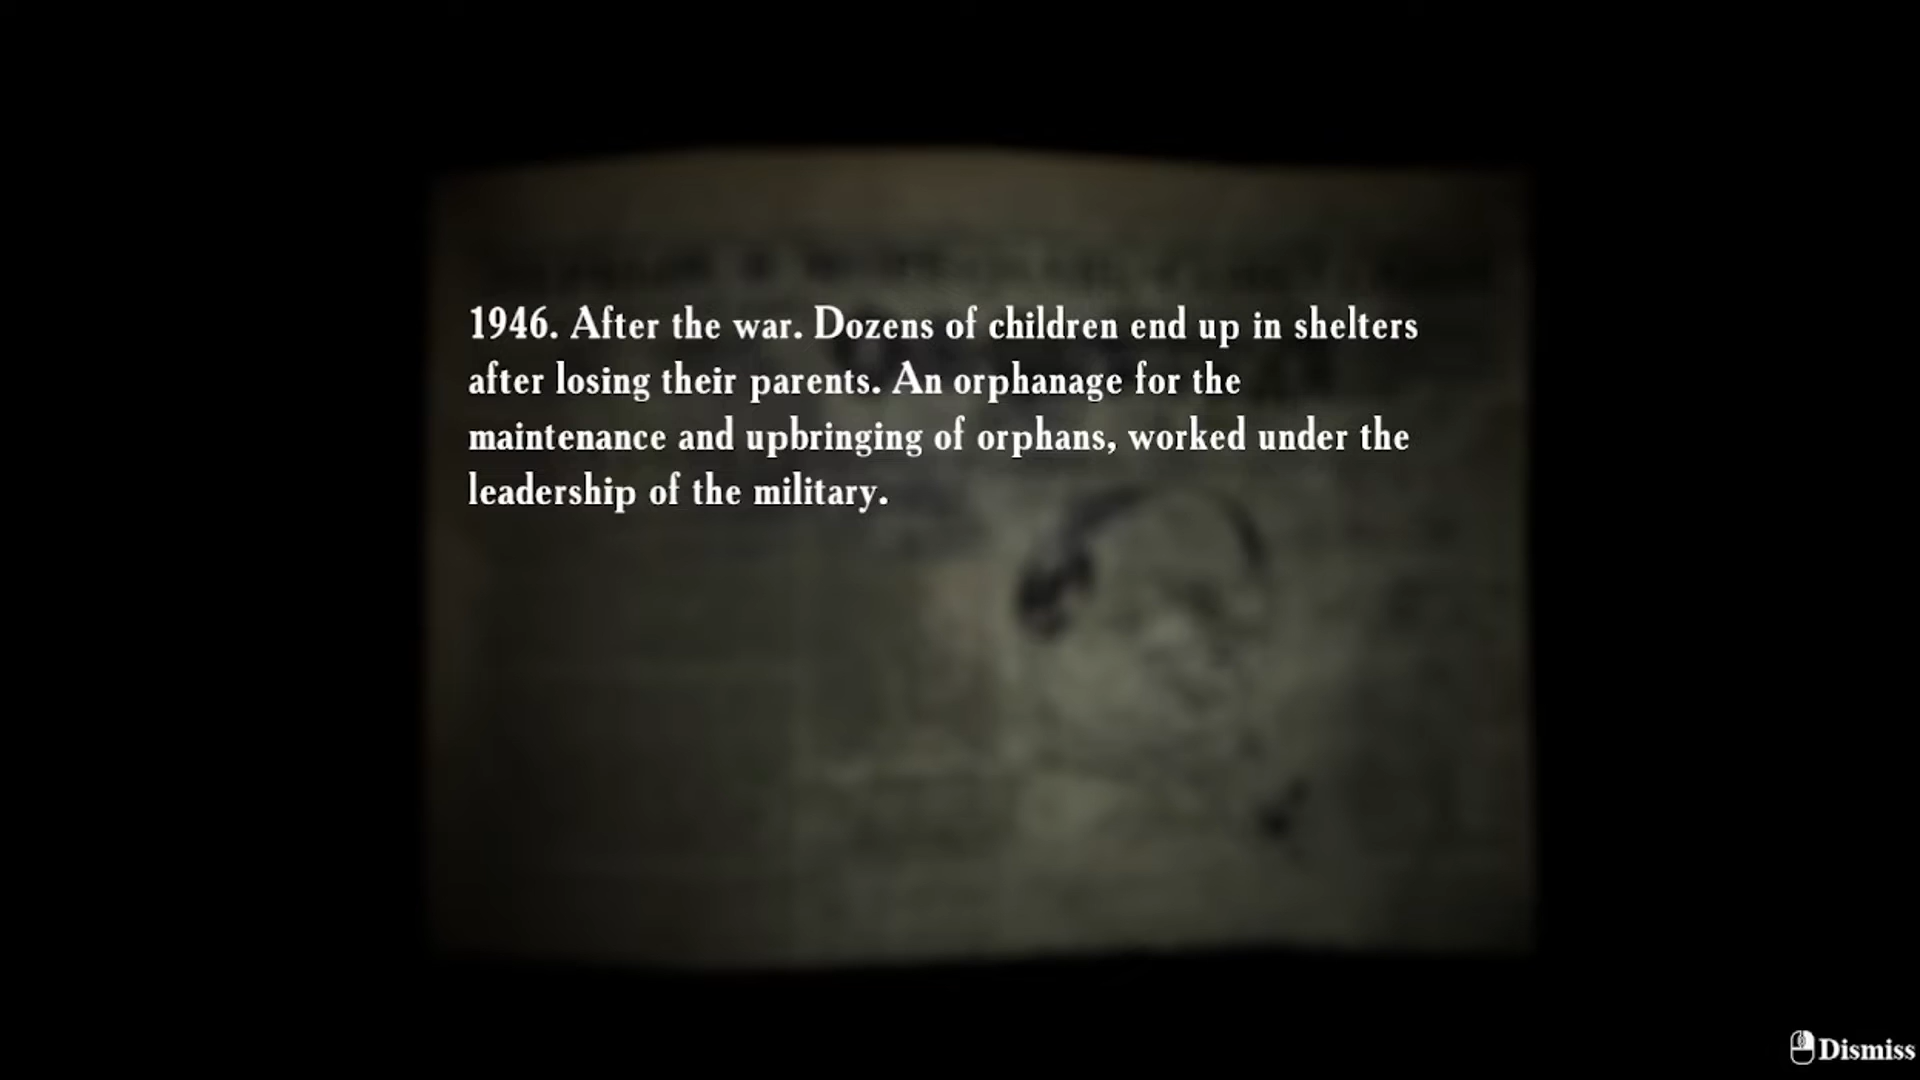 1946. After the war. Dozens of children end up in shelters
after losing their parents. An orphanage for the
maintenance and upbringing of orphans, worked under the
leadership of the military.
Dismiss